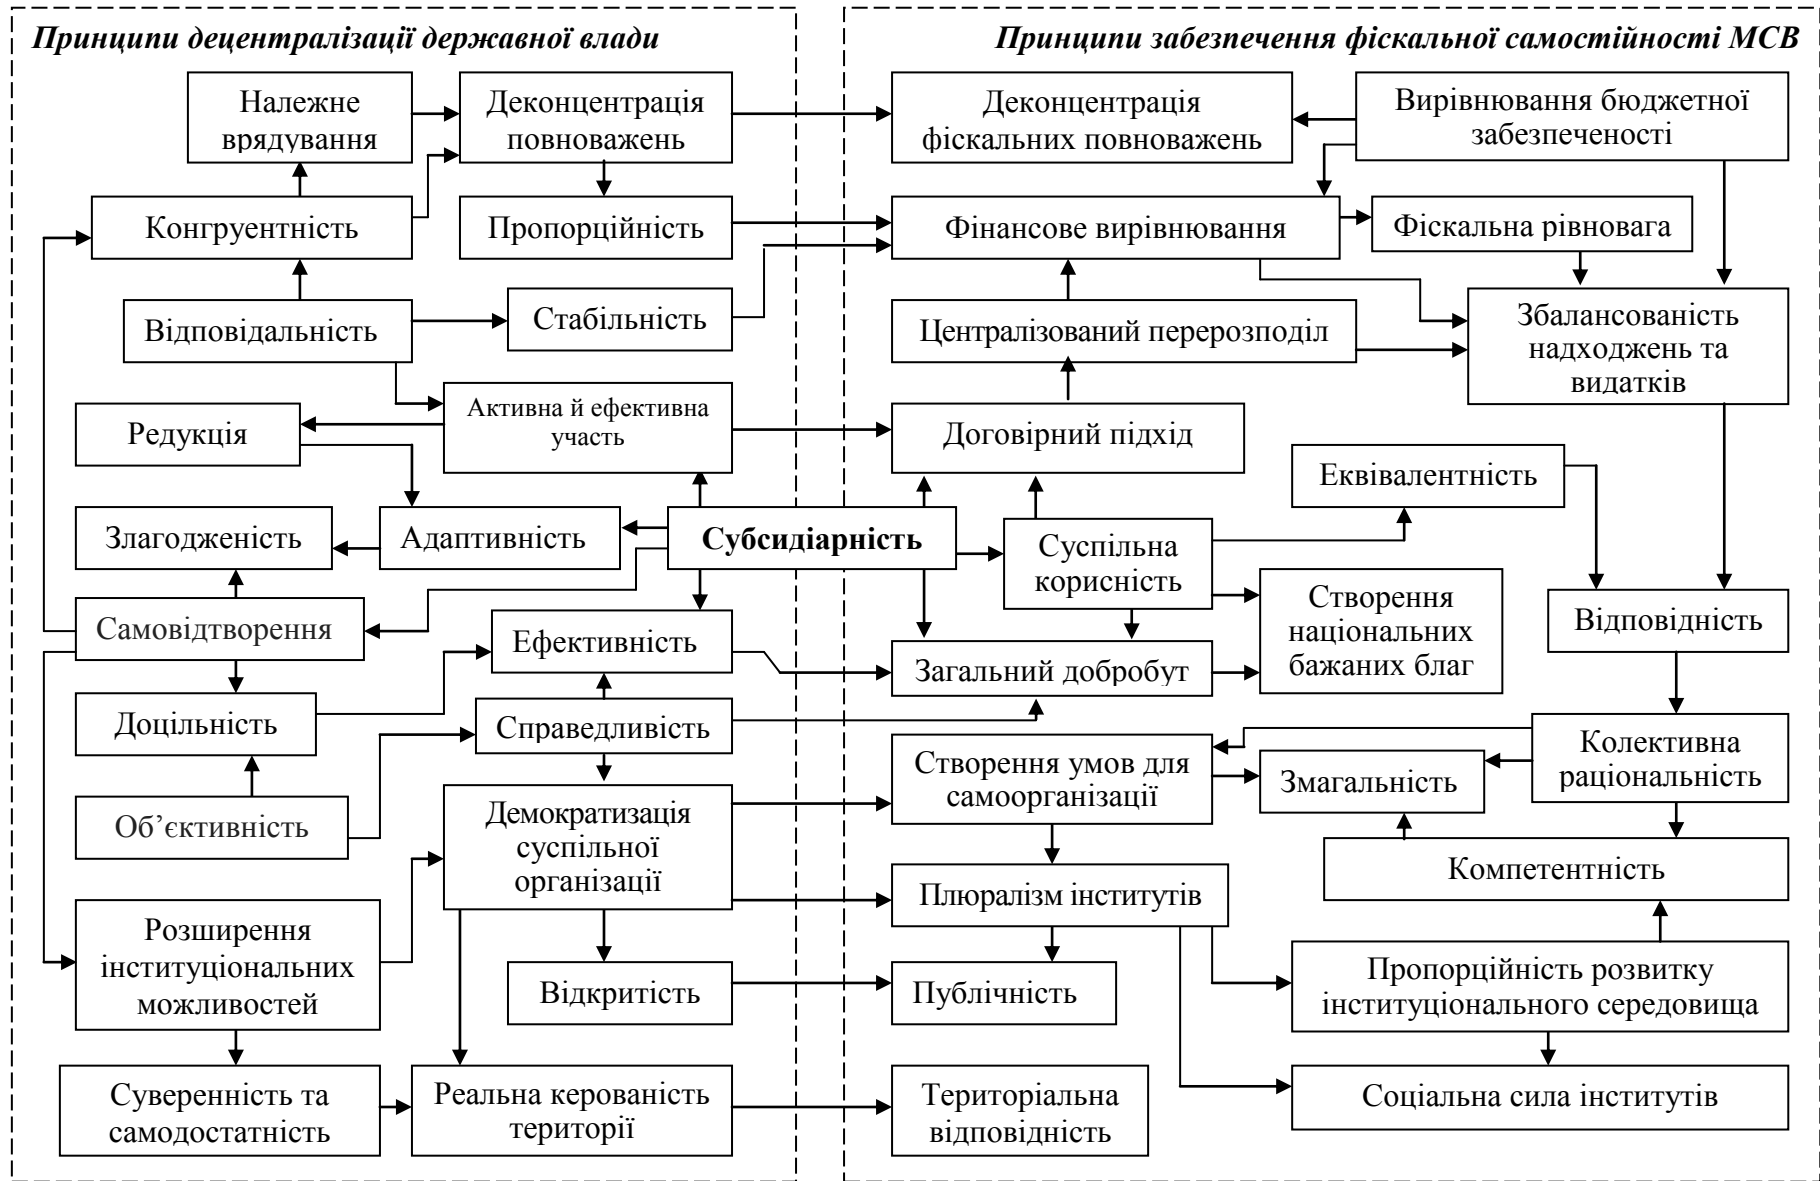 Принципи децентралізації державної влади
Належне
врядування
Деконцентрація
повноважень
Конгруентність
Пропорційність
Відповідальність
Стабільність
Редукція
Активна й ефективна
участь
Злагодженість
Адаптивність
Субсидіарність
Самовідтворення
Ефективність
Доцільність
Справедливість
Об’єктивність
Демократизація
суспільної
організації
Розширення
інституціональних
можливостей
Відкритість
Суверенність та
самодостатність
Реальна керованість
території
Принципи забезпечення фіскальної самостійності МСВ
Деконцентрація
фіскальних повноважень
Вирівнювання бюджетної
забезпеченості
Фінансове вирівнювання
Фіскальна рівновага
Централізований перерозподіл
Збалансованість
надходжень та
видатків
Договірний підхід
Еквівалентність
Суспільна
корисність
Створення
національних
бажаних благ
Відповідність
Загальний добробут
Створення умов для
самоорганізації
Змагальність
Колективна
раціональність
Компетентність
Плюралізм інститутів
Публічність
Пропорційність розвитку
інституціонального середовища
Територіальна
відповідність
Соціальна сила інститутів